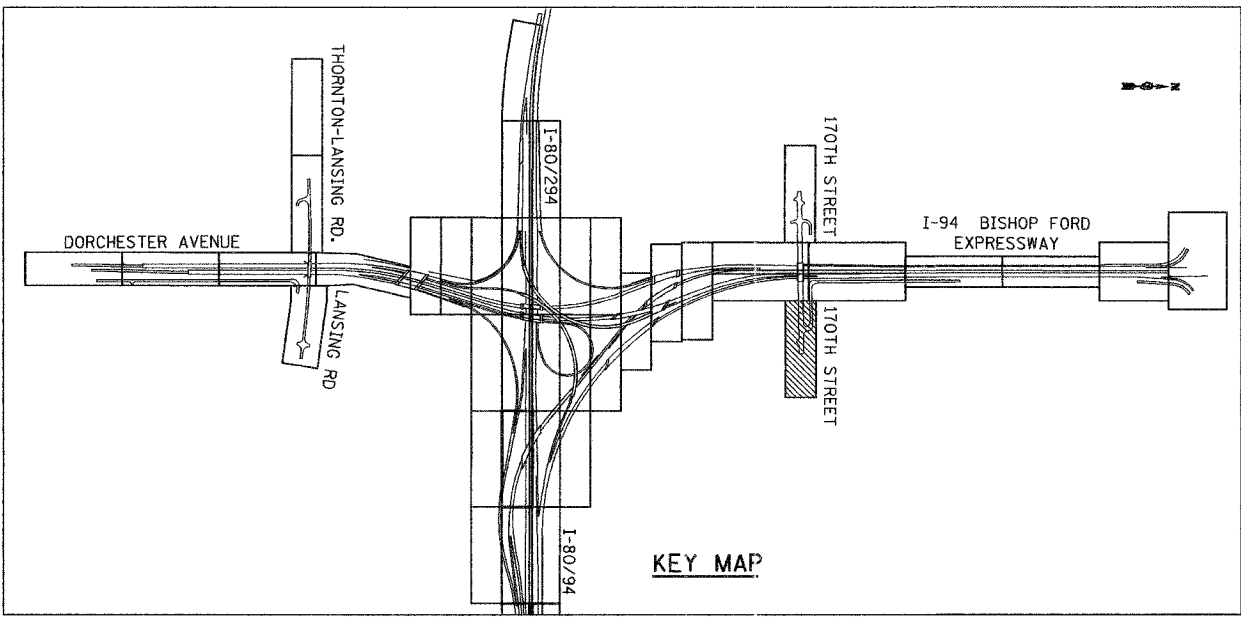 THORNTON-LANSING RD.
I-80/294
170TH STREET
N
DORCHESTER AVENUE
I-94 BISHOP FORD
EXPRESSWAY
LANSING RD
170TH STREET
I-80/94
KEY MAP